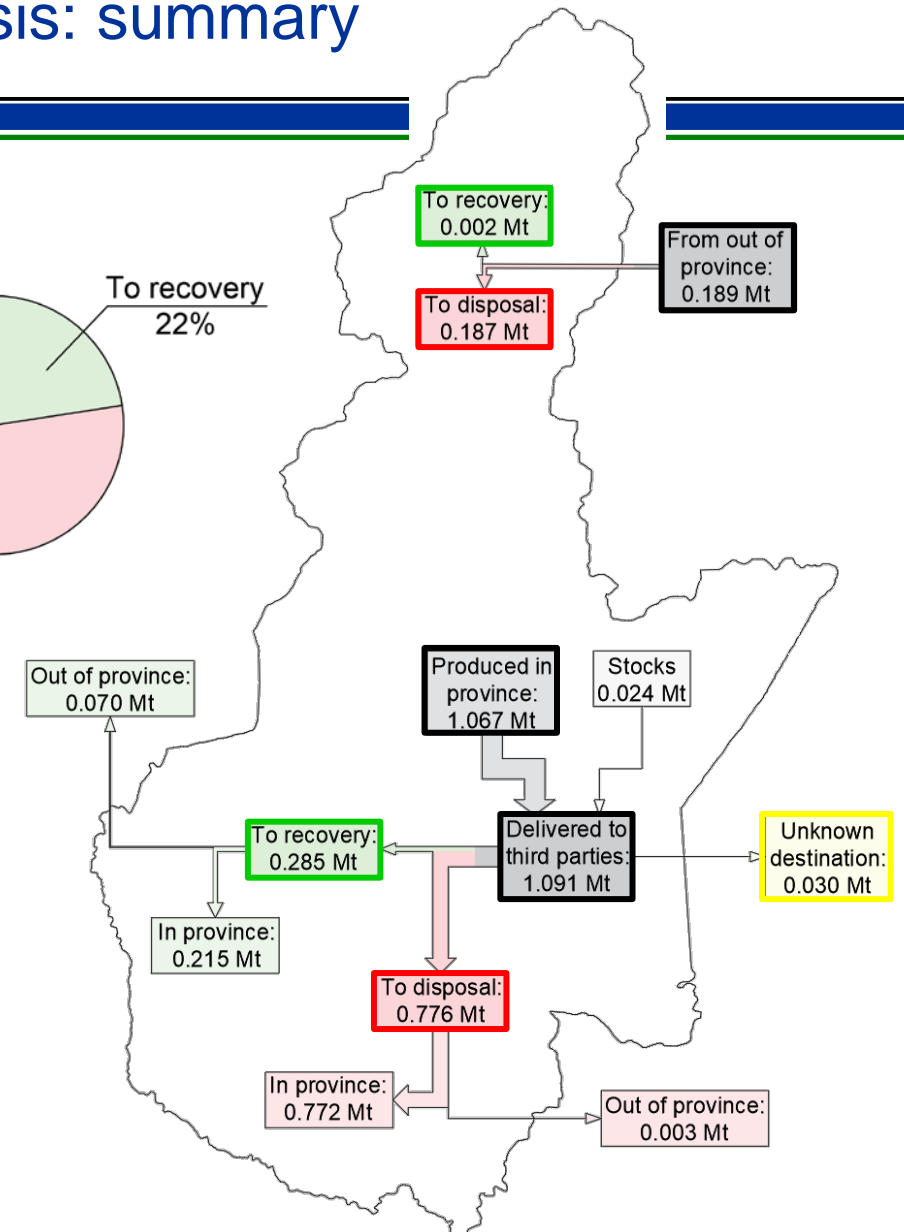 sis: summary
To recovery:
0.002 Mt
From out of
province:
0.189 Mt
To recovery
22%
To disposal:
0.187 Mt
Out of province:
0.070 Mt
Produced in
province:
1.067 Mt
Stocks
0.024 Mt
To recovery:
0.285 Mt
Delivered to
third parties:
1.091 Mt
Unknown
destination:
0.030 Mt
In province:
0.215 Mt
To disposal:
0.776 Mt
In province:
0.772 Mt
Out of province:
0.003 Mt